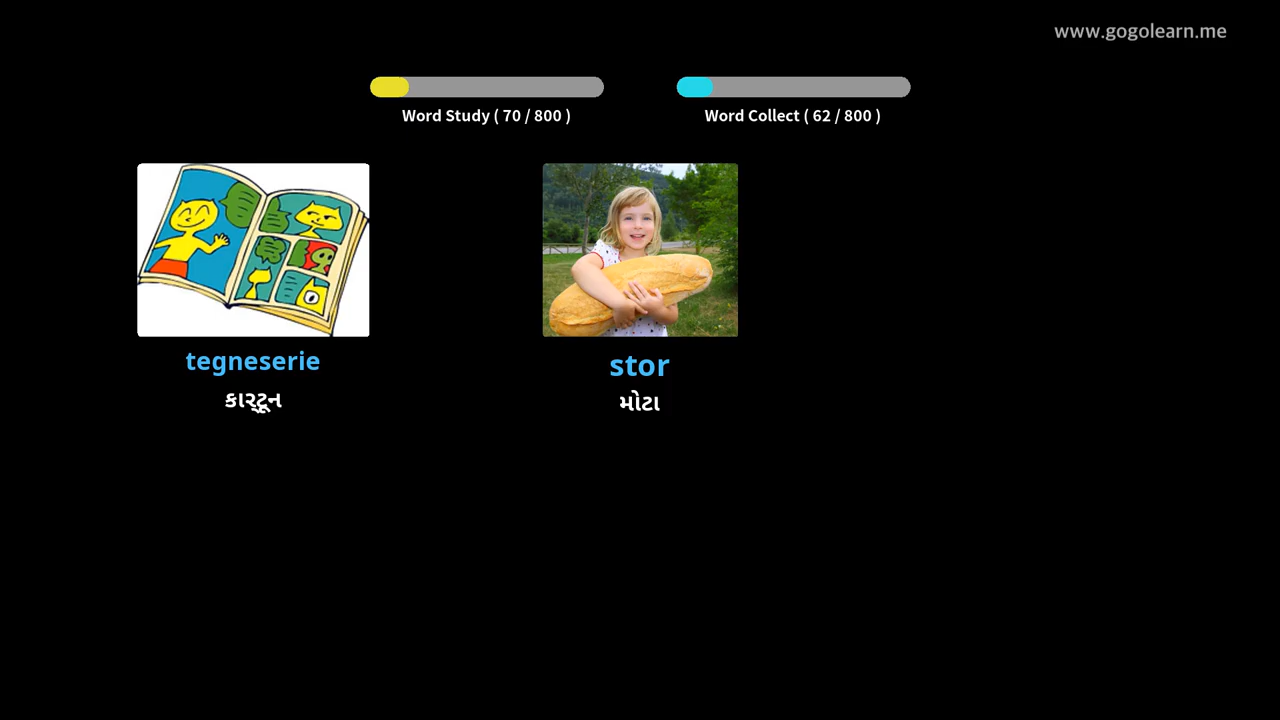 www.gogolearn.me
Word Study ( 70 / 800 )
Word Collect ( 62 / 800 )
tegneserie
stor
કાર્ટૂન
મોટા